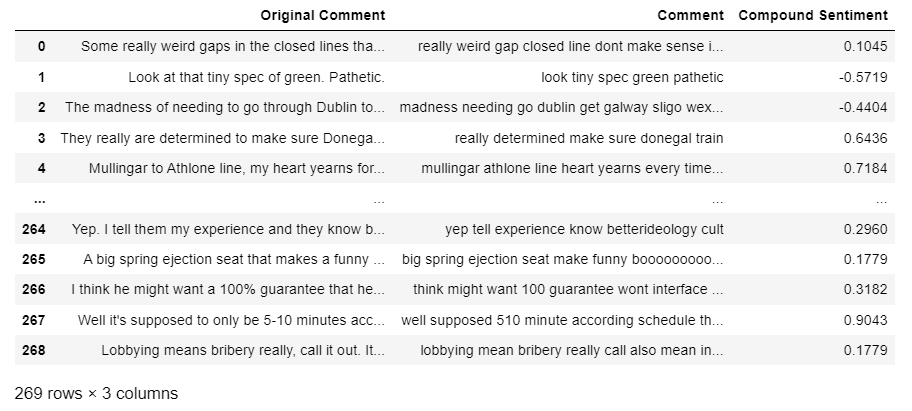 Original Comment Comment Compound Sentiment
0 Some really weird gaps in the closed lines tha... really weird gap closed line dont make sense i... 0.1045
1 Look at that tiny spec of green. Pathetic. look tiny spec green pathetic -0.5719
2 The madness of needing to go through Dublin to... madness needing go dublin get galway sligo wex... -0.4404
3 They really are determined to make sure Donega... really determined make sure donegal train 0.6436
4 Mullingar to Athlone line, my heart yearns for... mullingar athlone line heart yearns every time... 0.7184
... ... ... ...
264 Yep. I tell them my experience and they know b... yep tell experience know betterideology cult 0.2960
265 A big spring ejection seat that makes a funny ... big spring ejection seat make funny booooooooo... 0.1779
266 I think he might want a 100% guarantee that he... think might want 100 guarantee wont interface ... 0.3182
267 Well it's supposed to only be 5-10 minutes acc... well supposed 510 minute according schedule th... 0.9043
268 Lobbying means bribery really, call it out. It... lobbying mean bribery really call also mean in... 0.1779
269 rows × 3 columns